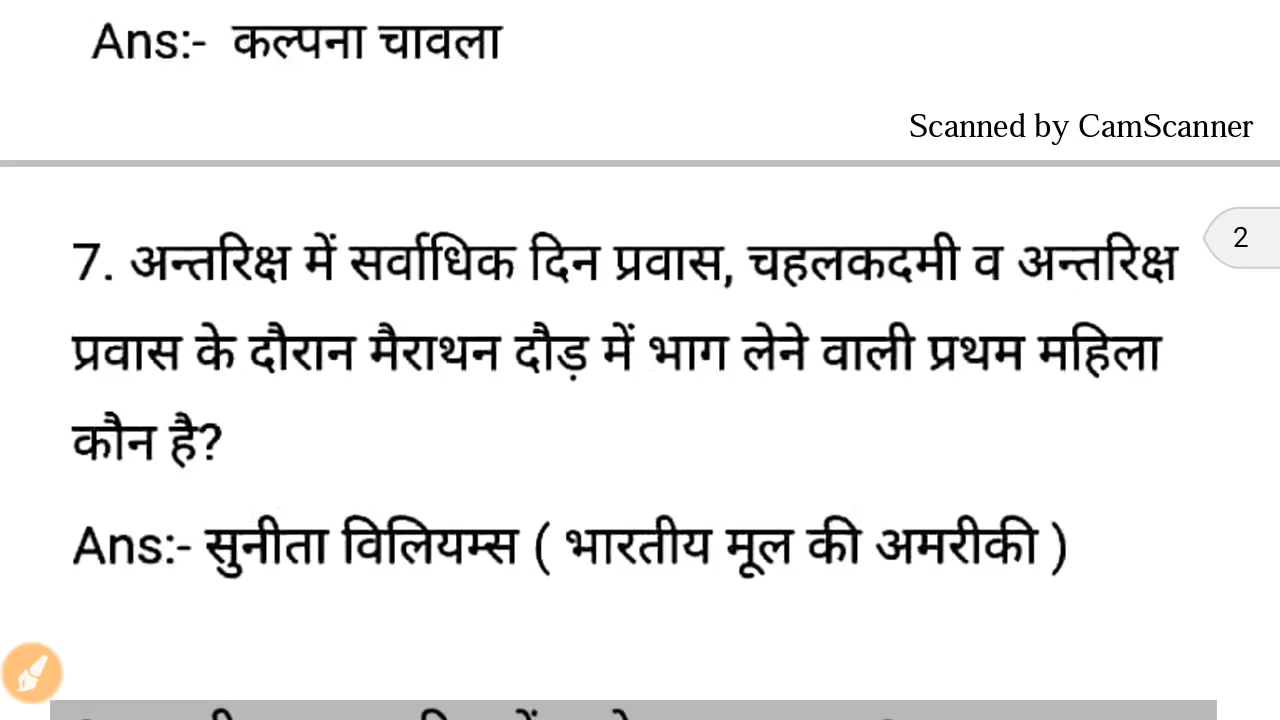 Ans:- कल्पना चावला
Scanned by CamScanner
2
7. अन्तरिक्ष में सर्वाधिक दिन प्रवास, चहलकदमी व अन्तरिक्ष
प्रवास के दौरान मैराथन दौड़ में भाग लेने वाली प्रथम महिला
कौन है?
Ans:- सुनीता विलियम्स ( भारतीय मूल की अमरीकी )